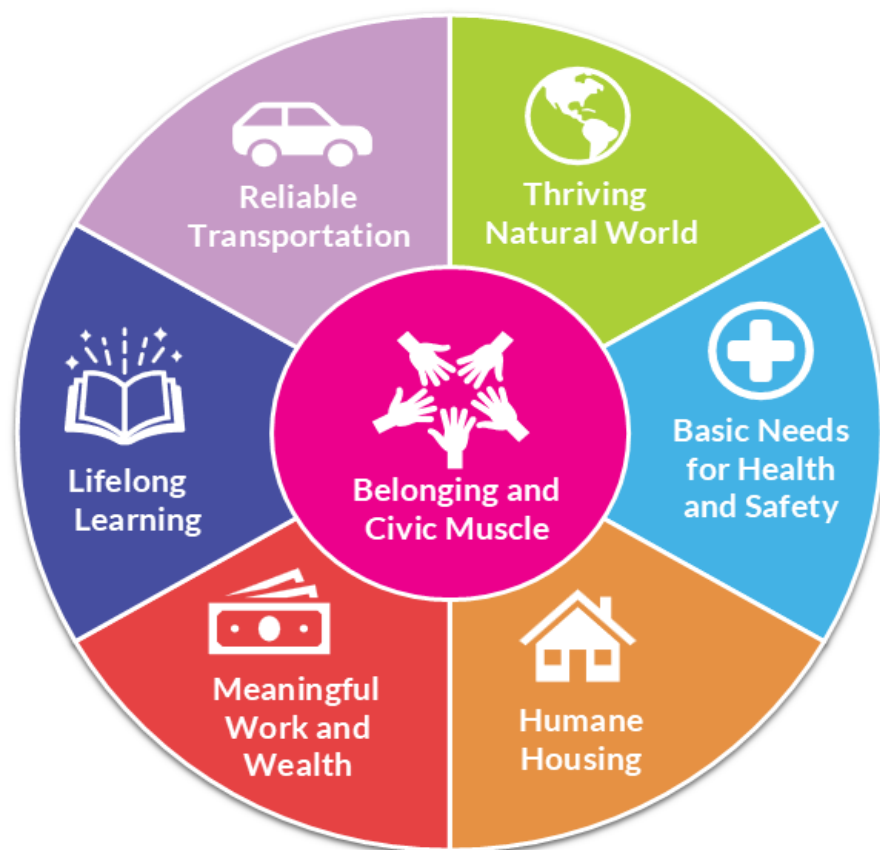 Reliable
Transportation
Thriving
Natural World
Basic Needs
for Health
and Safety
Humane
Housing
Meaningful
Work and
Wealth
Lifelong
Learning
Belonging and
Civic Muscle